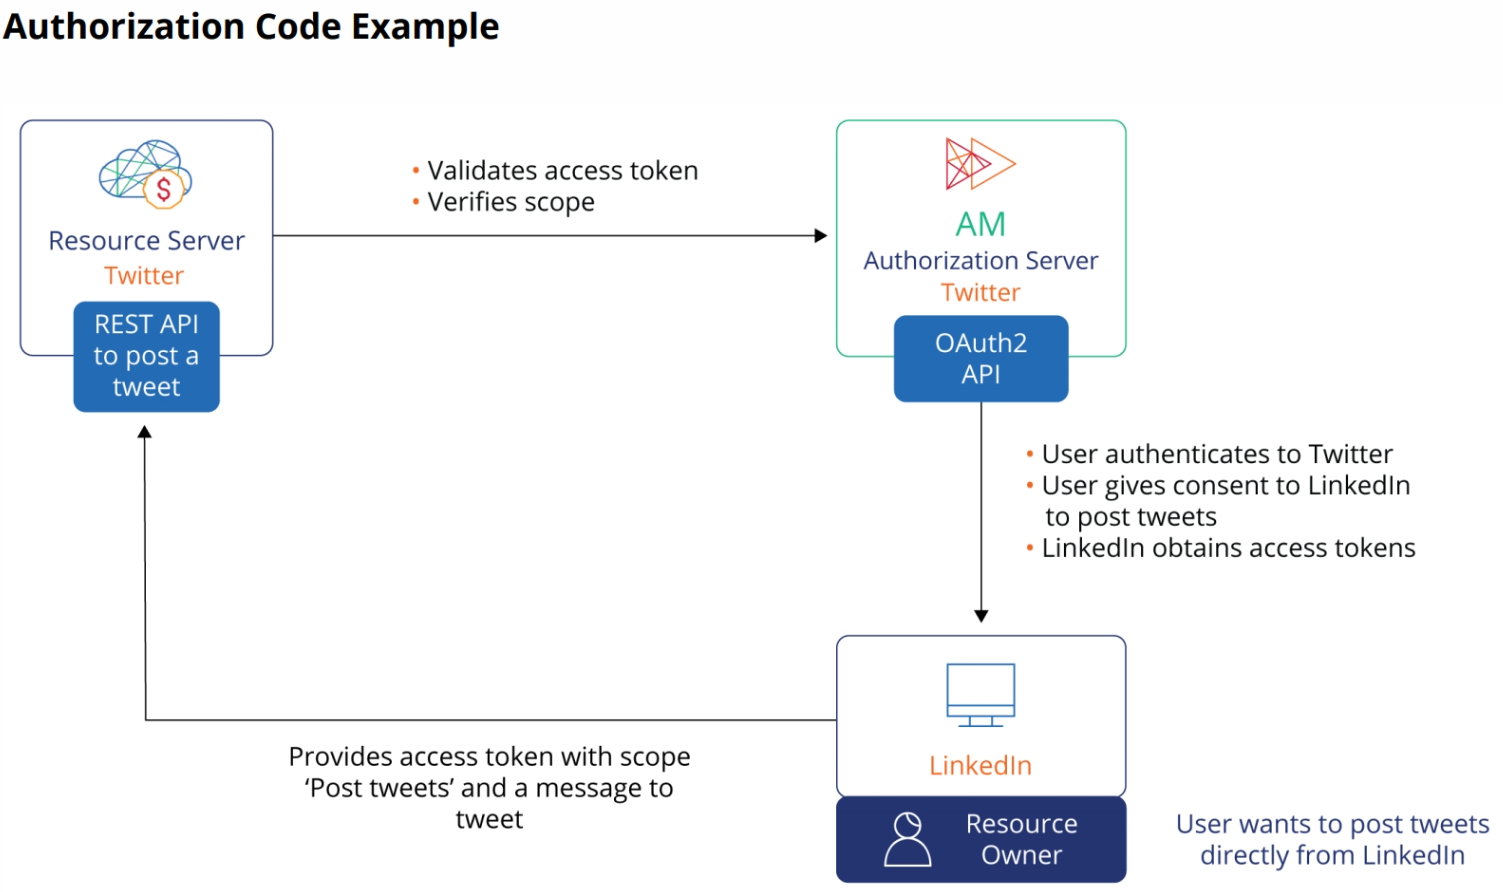 Authorization Code Example
$
Resource Server
Twitter
REST API
to post a
tweet
• Validates access token
• Verifies scope
AM
Authorization Server
Twitter
OAuth2
API
• User authenticates to Twitter
• User gives consent to LinkedIn
to post tweets
• LinkedIn obtains access tokens
Provides access token with scope
‘Post tweets’ and a message to
tweet
LinkedIn
Resource
Owner
User wants to post tweets
directly from LinkedIn